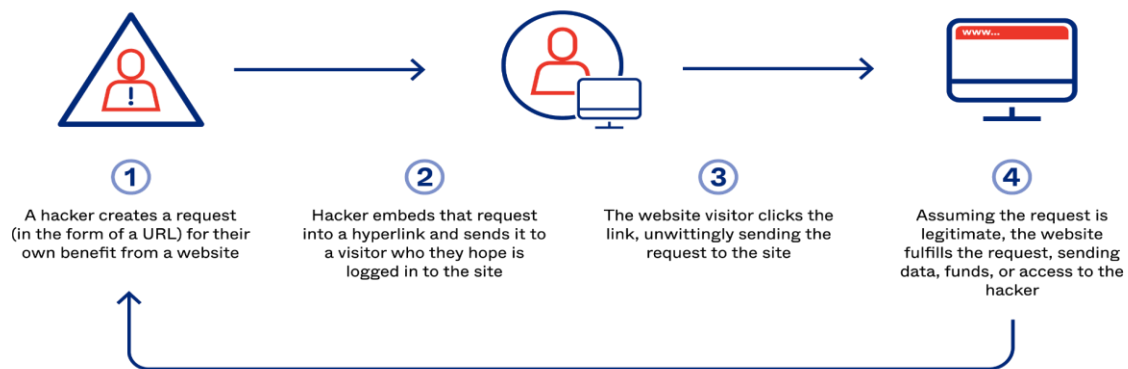 !
www...
1
A hacker creates a request
(in the form of a URL) for their
own benefit from a website
2
Hacker embeds that request
into a hyperlink and sends it to
a visitor who they hope is
logged in to the site
3
The website visitor clicks the
link, unwittingly sending the
request to the site
4
Assuming the request is
legitimate, the website
fulfills the request, sending
data, funds, or access to the
hacker